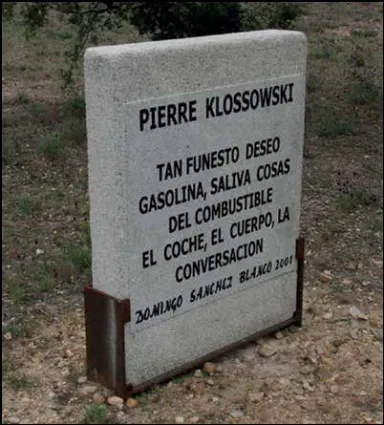 PIERRE KLOSSOWSKI
TAN FUNESTO DESEO
GASOLINA, SALIVA COSAS
DEL COMBUSTIBLE
EL COCHE, EL CUERPO, LA
CONVERSACION
DOMINGO SANCHEZ BLANCO 2001